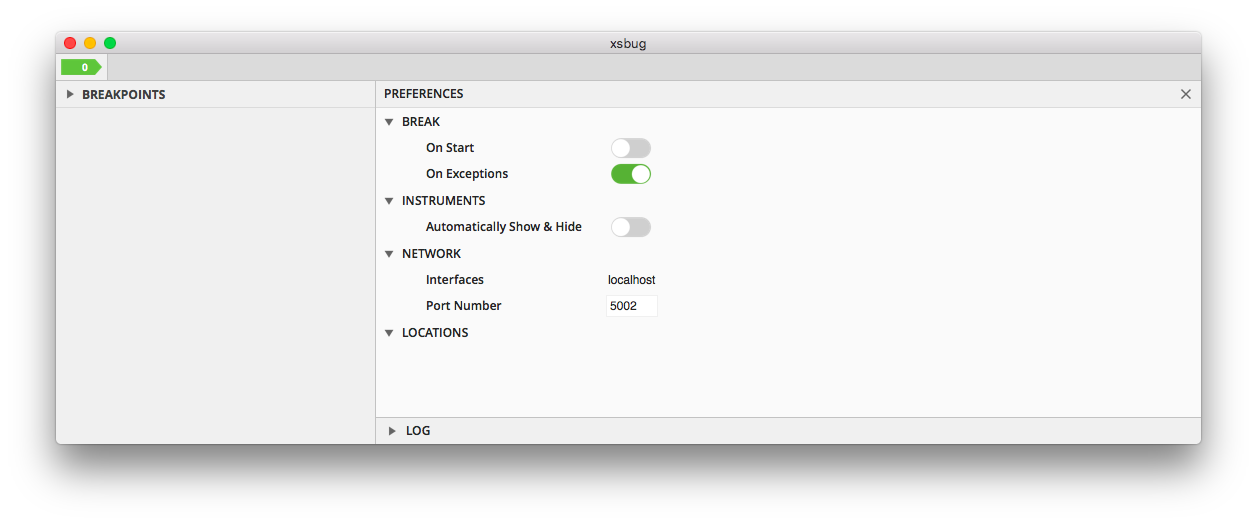 xsbug
0
BREAKPOINTS
PREFERENCES
BREAK
On Start
On Exceptions
INSTRUMENTS
Automatically Show & Hide
NETWORK
Interfaces localhost
Port Number 5002
LOCATIONS
LOG